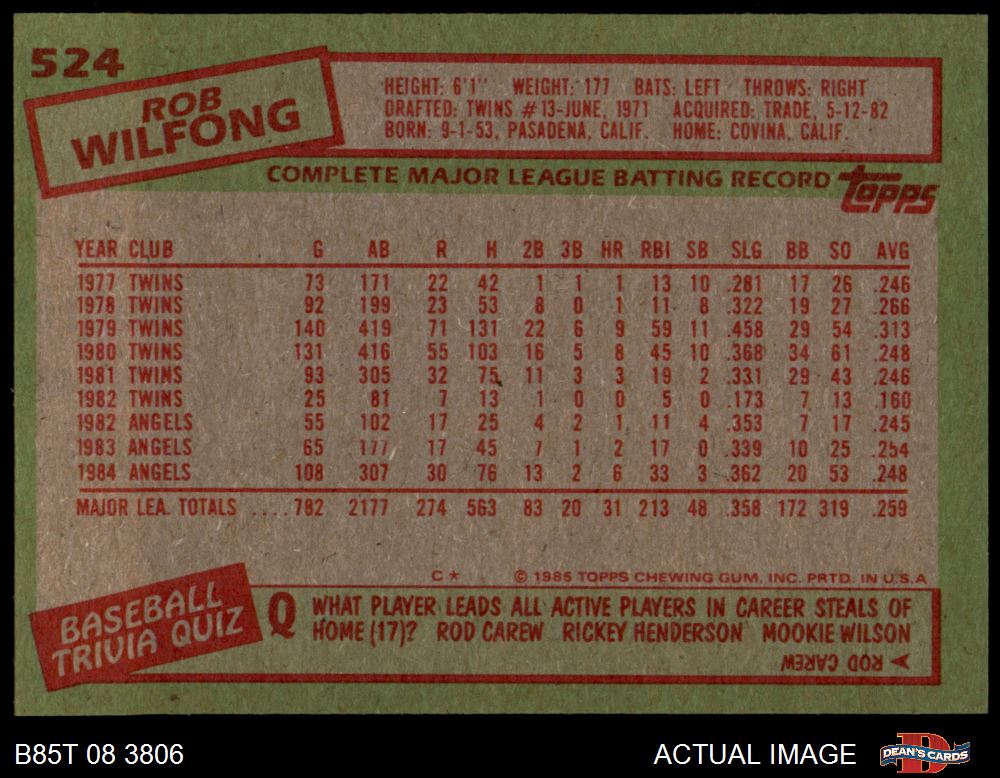 524
ROB
WILFONG
HEIGHT: 6'1" WEIGHT: 177 BATS: LEFT THROWS: RIGHT
DRAFTED: TWINS #13-JUNE, 1971 ACQUIRED: TRADE, 5-12-82
BORN: 9-1-53, PASADENA, CALIF. HOME: COVINA, CALIF.
COMPLETE MAJOR LEAGUE BATTING RECORD topps
YEAR CLUB G AB R H 2B 3B HR RBI SB SLG BB SO AVG
1977 TWINS 73 171 22 42 1 1 1 13 10 .281 17 26 .246
1978 TWINS 92 199 23 53 8 0 1 11 8 .322 19 27 .266
1979 TWINS 140 419 71 131 22 6 9 59 11 .458 29 54 .313
1980 TWINS 131 416 55 103 16 5 8 45 10 .368 34 61 .248
1981 TWINS 93 305 32 75 11 3 3 19 2 .331 29 43 .246
1982 TWINS 25 81 7 13 1 0 0 5 0 .173 7 13 .160
1982 ANGELS 55 102 17 25 4 2 1 11 4 .353 7 17 .245
1983 ANGELS 65 177 17 45 7 1 2 17 0 .339 10 25 .254
1984 ANGELS 108 307 30 76 13 2 6 33 3 .362 20 53 .248
MAJOR LEA. TOTALS ....782 2177 274 563 83 20 31 213 48 .358 172 319 .259
C* © 1985 TOPPS CHEWING GUM, INC. PRTD. IN U.S.A
BASEBALL
TRIVIA QUIZ
Q WHAT PLAYER LEADS ALL ACTIVE PLAYERS IN CAREER STEALS OF
HOME (17)? ROD CAREW RICKEY HENDERSON MOOKIE WILSON
ROD CAREW
B85T 08 3806 ACTUAL IMAGE D DEAN'S CARDS